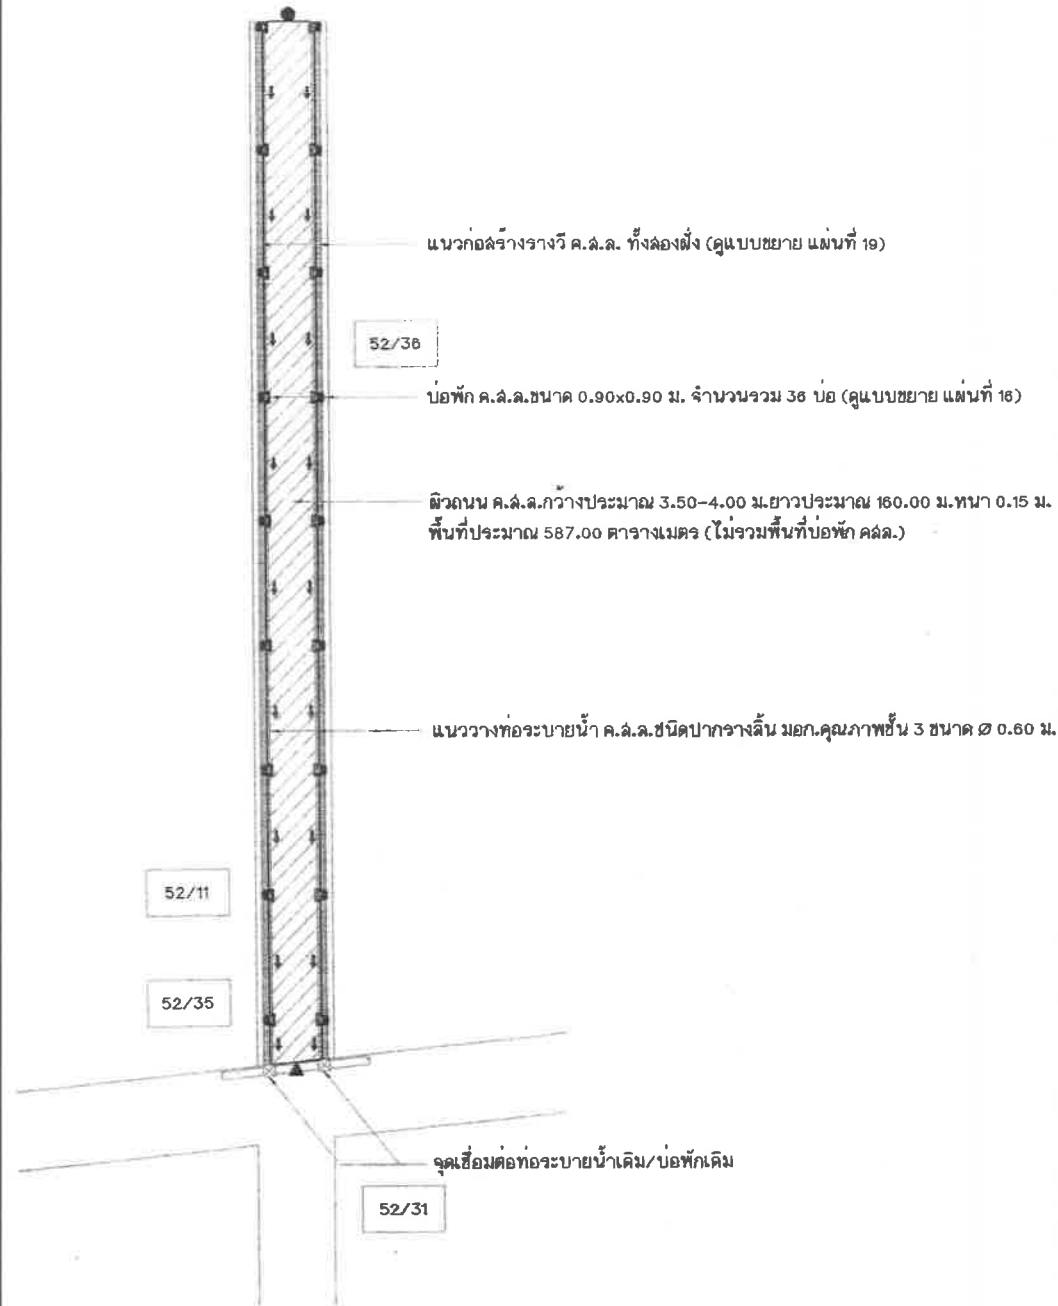 แนวก่อสร้างรางวี ค.ส.ล. ทั้งสองฝั่ง (ดูแบบขยาย แผ่นที่ 19)
52/36
บ่อพัก ค.ส.ล.ขนาด 0.90x0.90 ม. จำนวนรวม 36 บ่อ (ดูแบบขยาย แผ่นที่ 16)
ผิวถนน ค.ส.ล.กว้างประมาณ 3.50-4.00 ม.ยาวประมาณ 160.00 ม.หนา 0.15 ม.
พื้นที่ประมาณ 587.00 ตารางเมตร (ไม่รวมพื้นที่บ่อพัก คสล.)
แนววางท่อระบายน้ำ ค.ส.ล.ชนิดปากรางลิ้น มอก.คุณภาพชั้น 3 ขนาด Ø 0.60 ม.
52/11
52/35
จุดเชื่อมต่อท่อระบายน้ำเดิม/บ่อพักเดิม
52/31